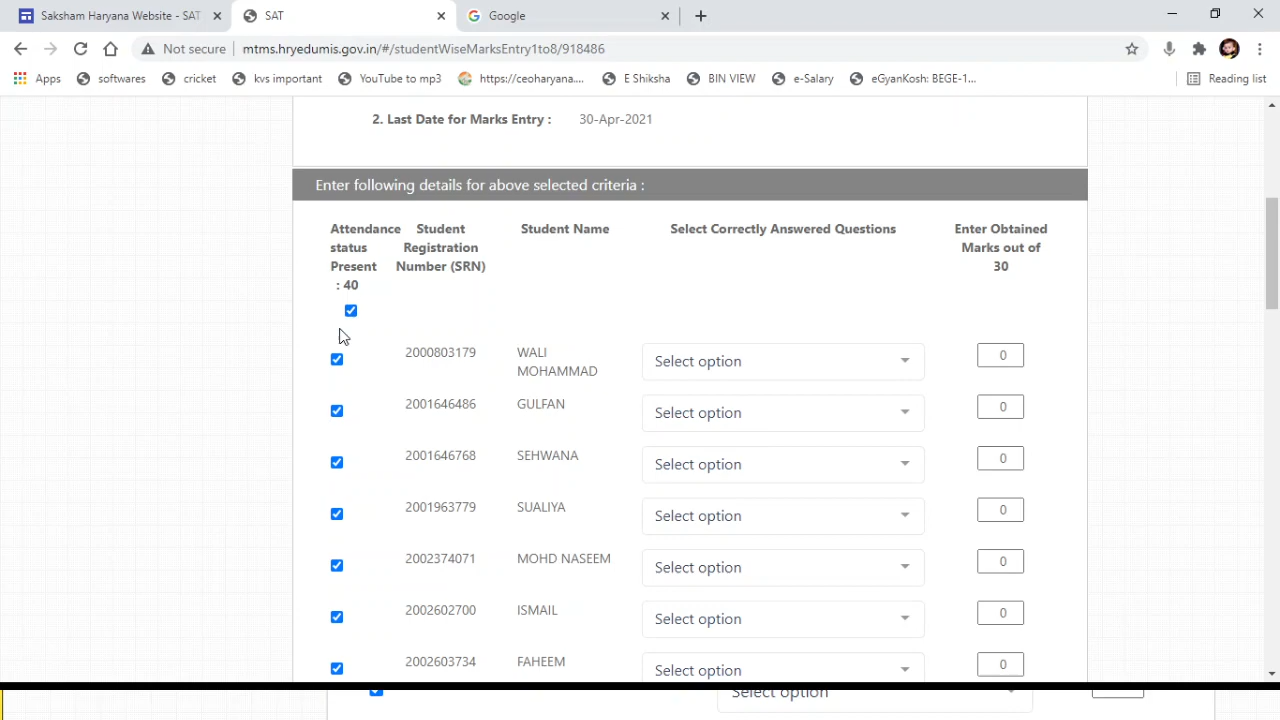 Saksham Haryana Website - SAT
SAT
Google
Not secure
mtms.hryedumis.gov.in/#/studentWiseMarksEntry1to8/918486
Apps
softwares
cricket
kvs important
YouTube to mp3
https://ceoharyana....
E Shiksha
BIN VIEW
e-Salary
eGyanKosh: BEGE-1...
Reading list
2. Last Date for Marks Entry : 30-Apr-2021
Enter following details for above selected criteria :
Attendance status Present : 40
Student Registration Number (SRN)
Student Name
Select Correctly Answered Questions
Enter Obtained Marks out of 30
2000803179 WALI MOHAMMAD Select option 0
2001646486 GULFAN Select option 0
2001646768 SEHWANA Select option 0
2001963779 SUALIYA Select option 0
2002374071 MOHD NASEEM Select option 0
2002602700 ISMAIL Select option 0
2002603734 FAHEEM Select option 0
Select option